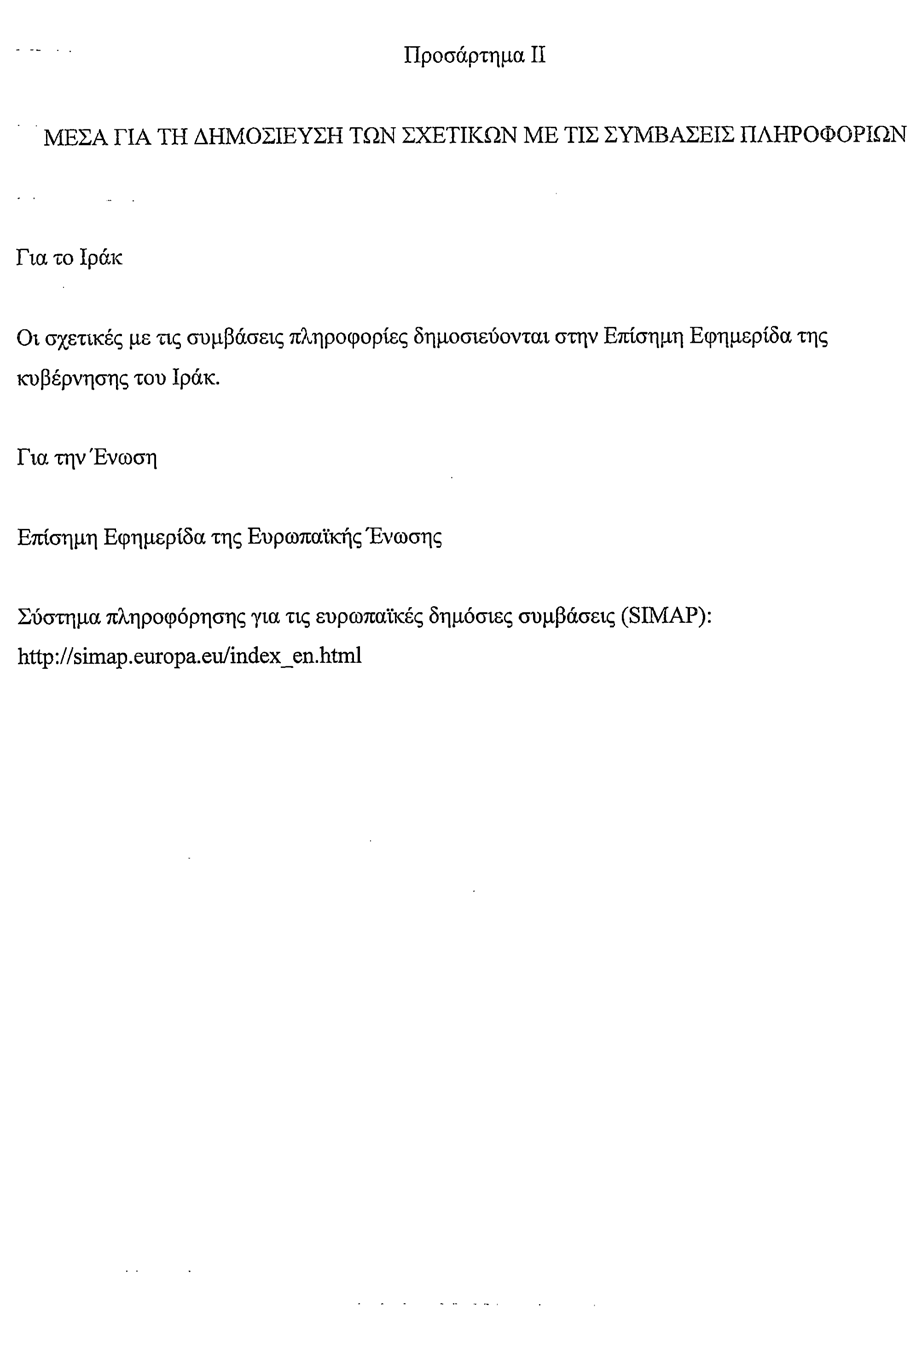 Προσάρτημα II
ΜΕΣΑ ΓΙΑ ΤΗ ΔΗΜΟΣΙΕΥΣΗ ΤΩΝ ΣΧΕΤΙΚΩΝ ΜΕ ΤΙΣ ΣΥΜΒΑΣΕΙΣ ΠΛΗΡΟΦΟΡΙΩΝ
Για το Ιράκ
Οι σχετικές με τις συμβάσεις πληροφορίες δημοσιεύονται στην Επίσημη Εφημερίδα της
κυβέρνησης του Ιράκ.
Για την Ένωση
Επίσημη Εφημερίδα της Ευρωπαϊκής Ένωσης
Σύστημα πληροφόρησης για τις ευρωπαϊκές δημόσιες συμβάσεις (SIMAP):
http://simap.europa.eu/index_en.html